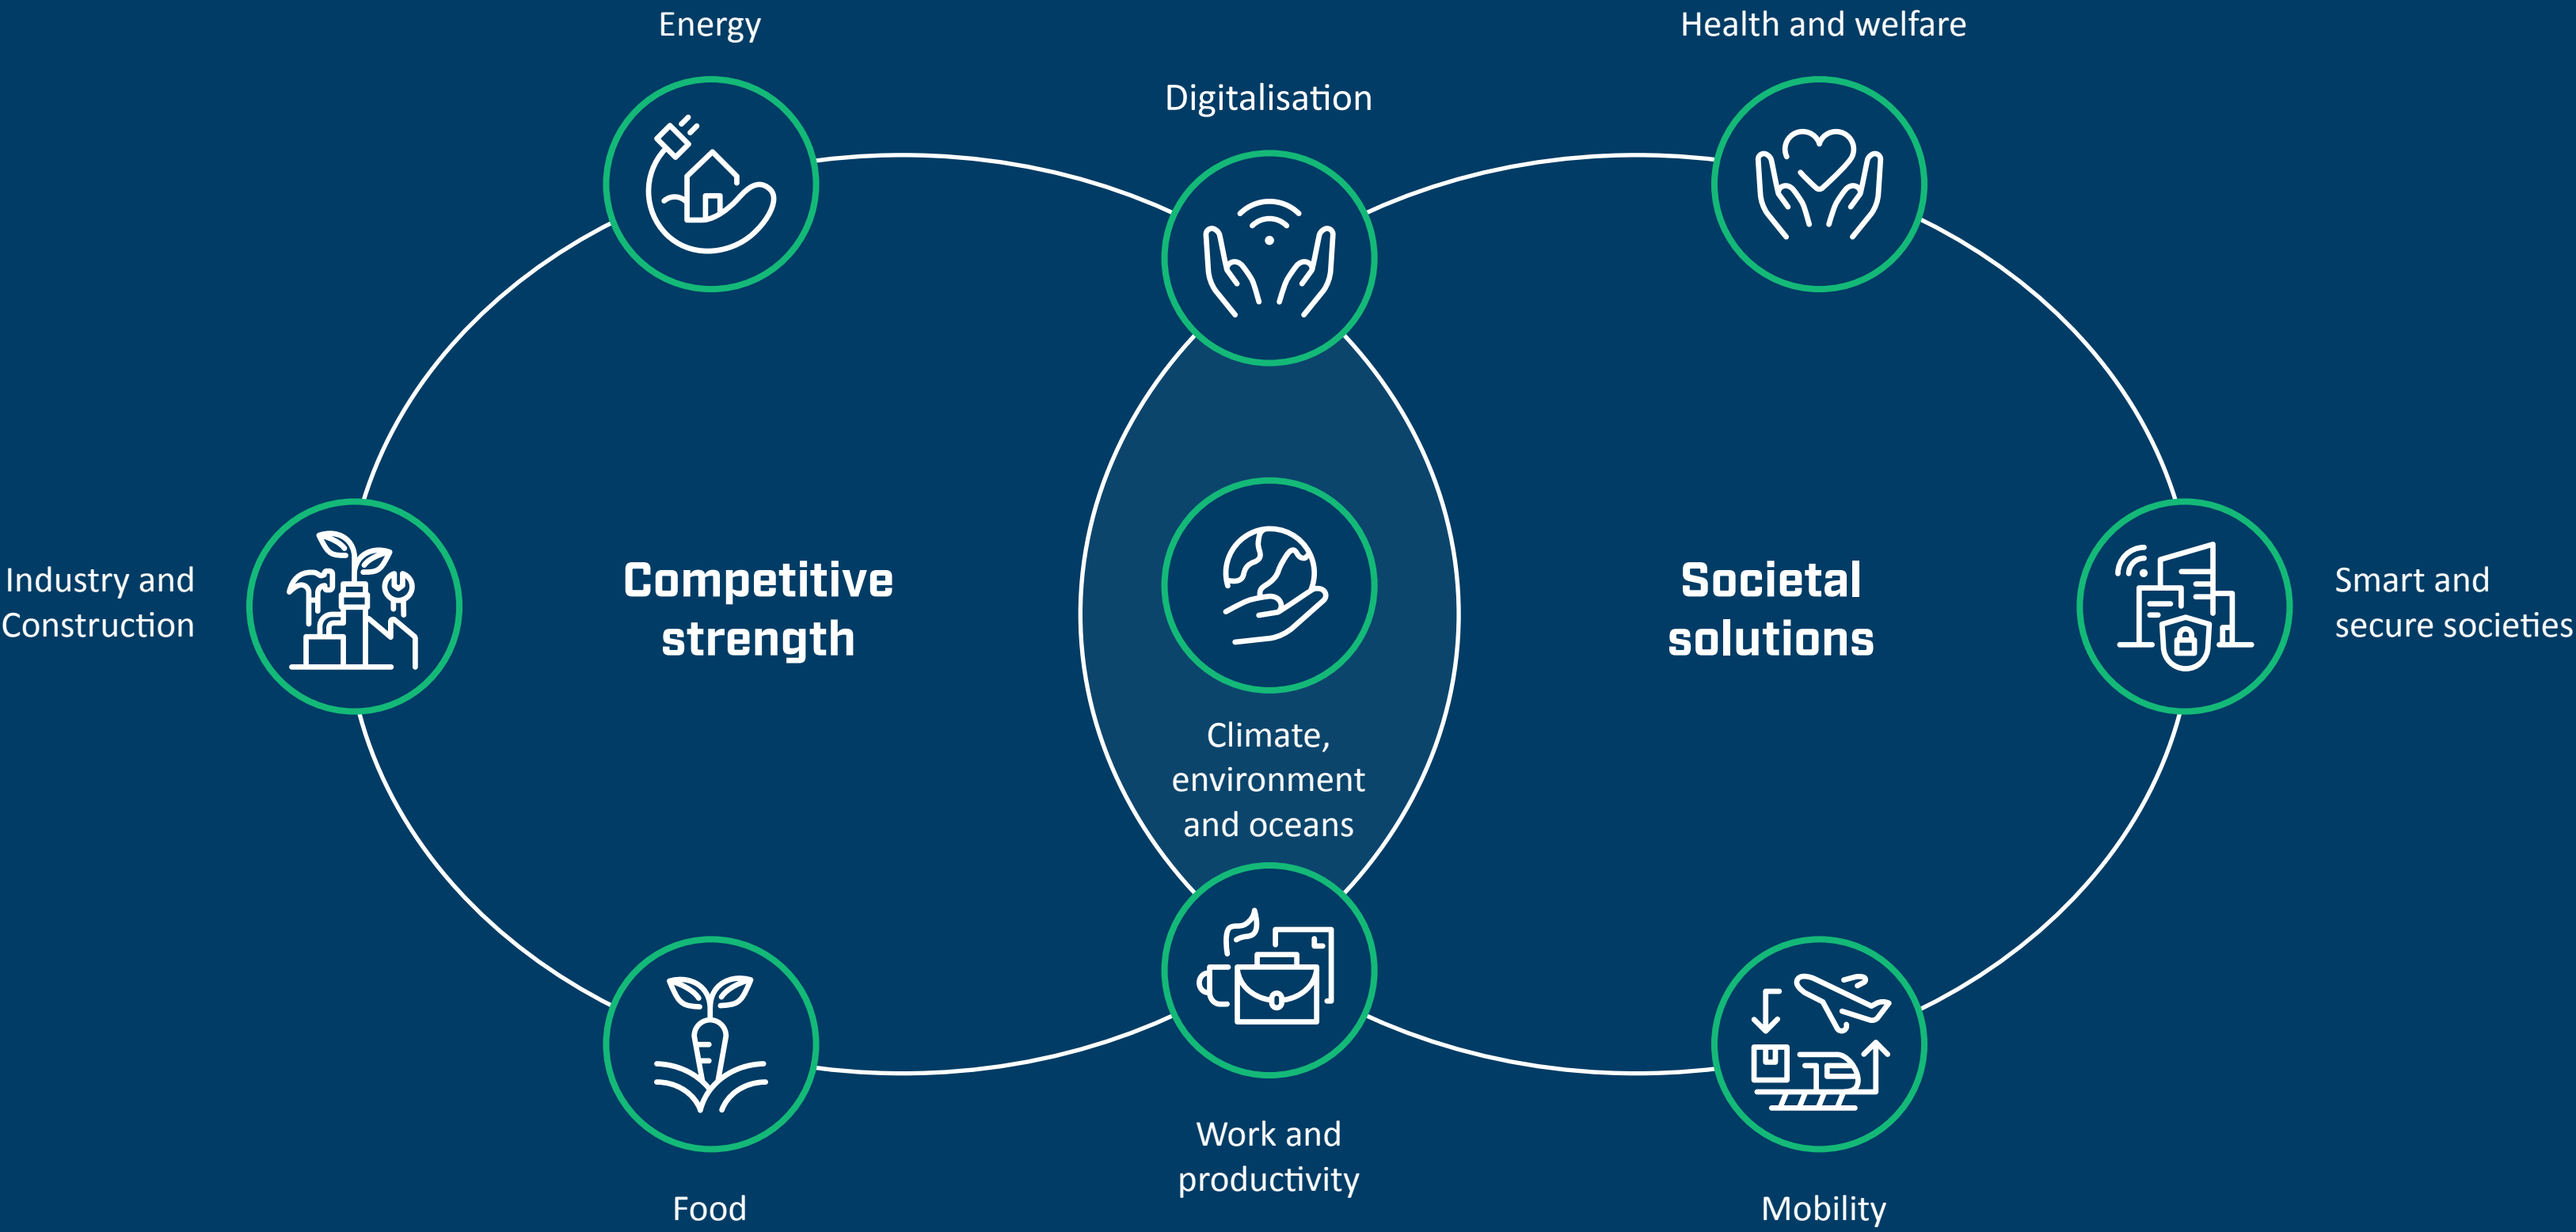 Energy
Health and welfare
Digitalisation
Industry and
Construction
Competitive
strength
Societal
solutions
Smart and
secure societies
Climate,
environment
and oceans
Work and
productivity
Food
Mobility